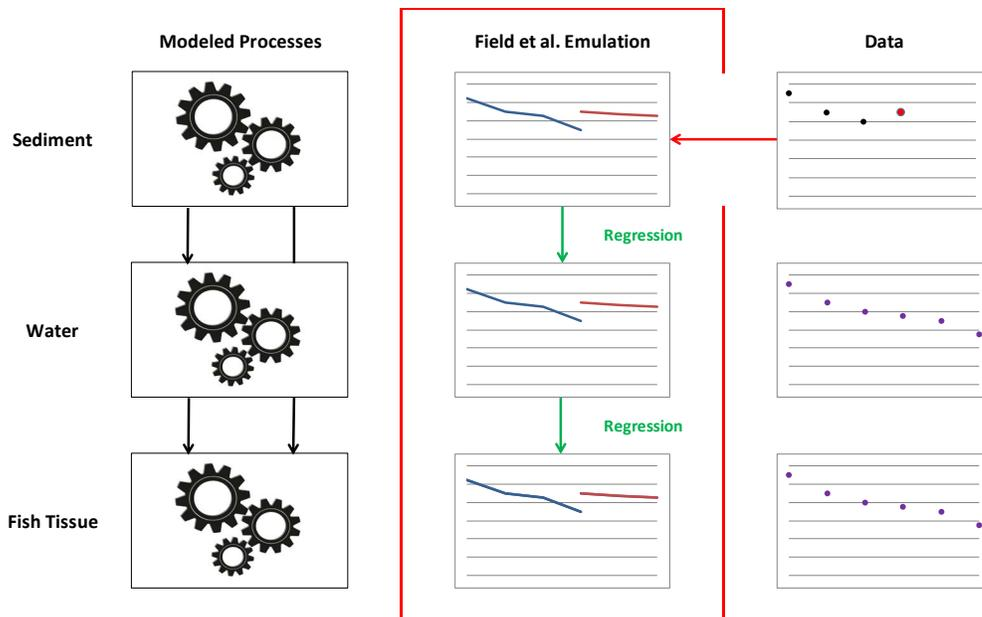 Modeled Processes
Field et al. Emulation
Data
Sediment
Regression
Water
Regression
Fish Tissue